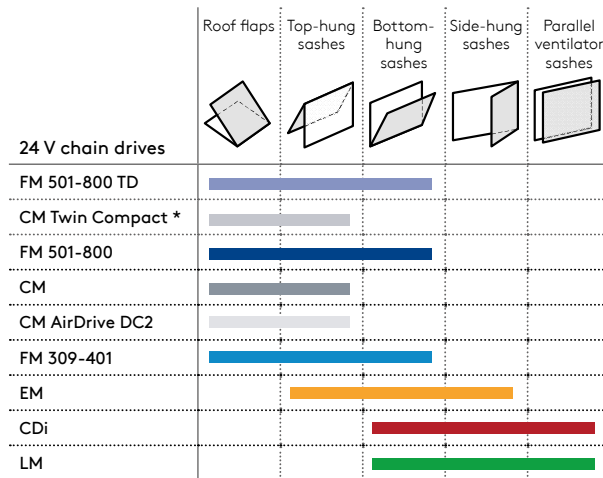 Roof flaps
Top-hung
sashes
Bottom-
hung
sashes
Side-hung
sashes
Parallel
ventilator
sashes
24 V chain drives
FM 501-800 TD
CM Twin Compact *
FM 501-800
CM
CM AirDrive DC2
FM 309-401
EM
CDi
LM